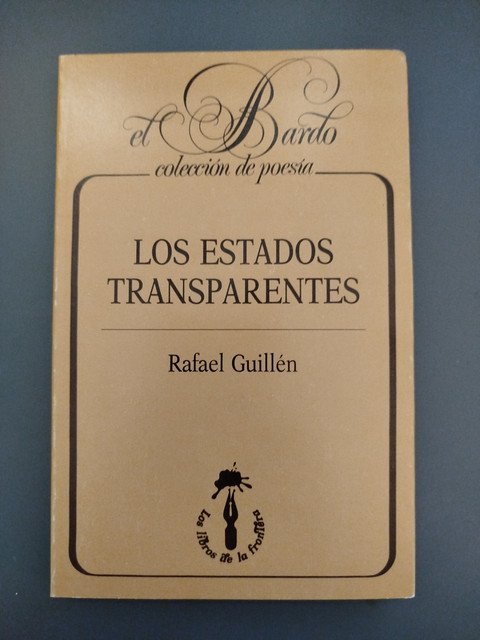 el Bardo
colección de poesía
LOS ESTADOS
TRANSPARENTES
Rafael Guillén
Los libros de la frontera